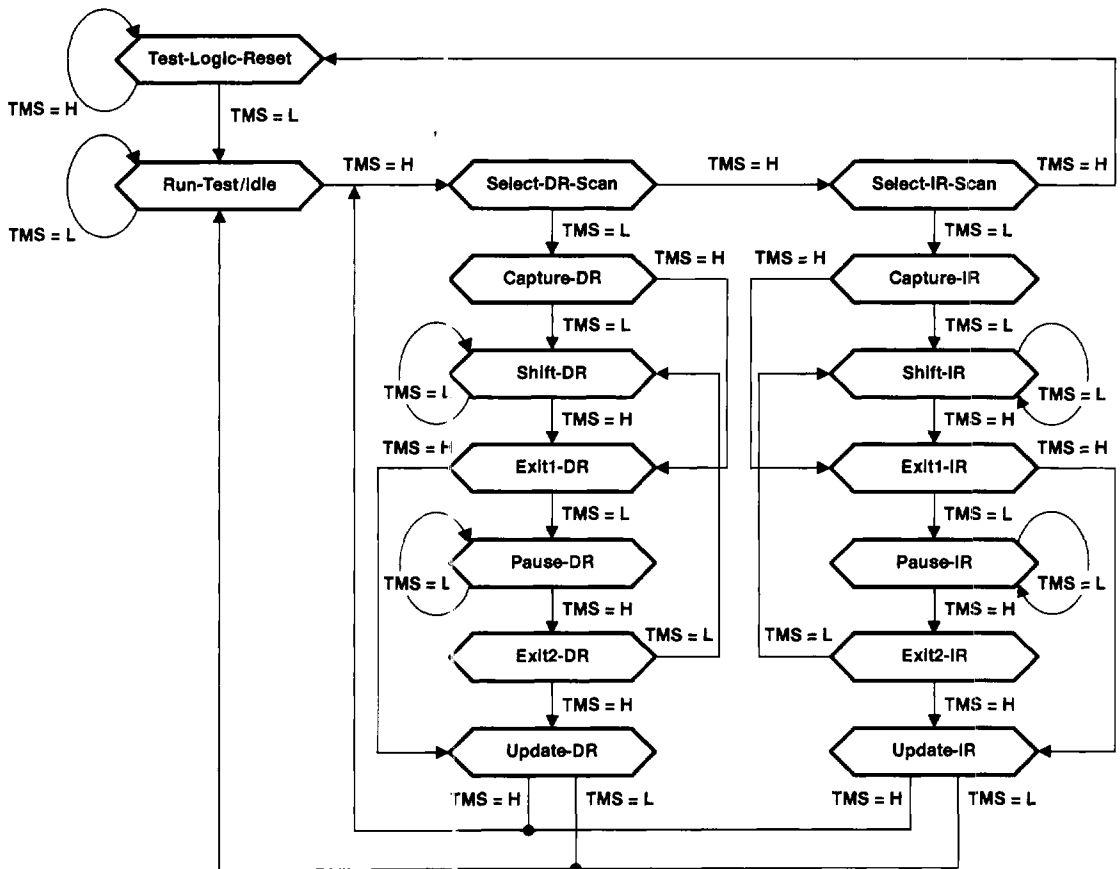 Test-Logic-Reset
TMS = H
TMS = L
TMS = H
TMS = H
TMS = H
Run-Test/Idle
Select-DR-Scan
Select-IR-Scan
TMS = L
TMS = L
TMS = L
TMS = H
TMS = H
Capture-DR
Capture-IR
TMS = L
TMS = L
Shift-DR
Shift-IR
TMS = L
TMS = L
TMS = H
TMS = H
TMS = H
TMS = H
Exit1-DR
Exit1-IR
TMS = L
TMS = L
Pause-DR
Pause-IR
TMS = L
TMS = L
TMS = H
TMS = H
TMS = L
TMS = L
Exit2-DR
Exit2-IR
TMS = H
TMS = H
Update-DR
Update-IR
TMS = H
TMS = L
TMS = H
TMS = L